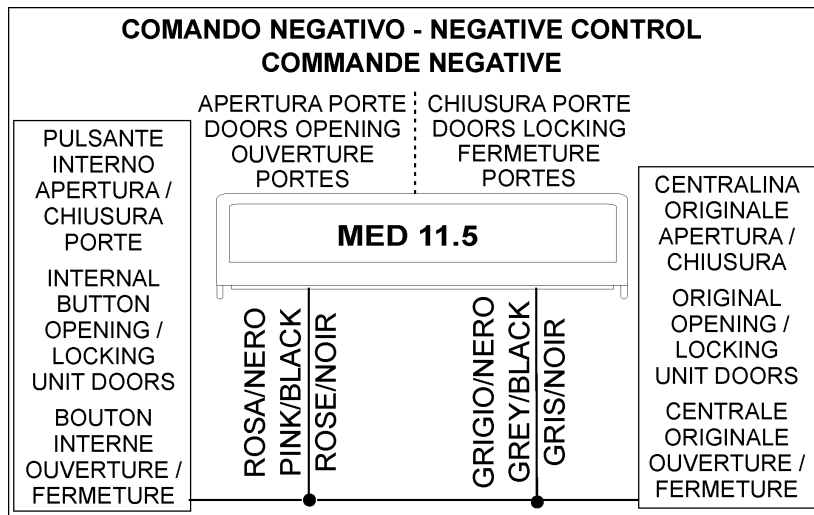 COMANDO NEGATIVO - NEGATIVE CONTROL
COMMANDE NEGATIVE
APERTURA PORTE
DOORS OPENING
OUVERTURE
PORTES
CHIUSURA PORTE
DOORS LOCKING
FERMETURE
PORTES
PULSANTE
INTERNO
APERTURA /
CHIUSURA
PORTE
INTERNAL
BUTTON
OPENING /
LOCKING
UNIT DOORS
BOUTON
INTERNE
OUVERTURE /
FERMETURE
MED 11.5
ROSA/NERO
PINK/BLACK
ROSE/NOIR
GRIGIO/NERO
GREY/BLACK
GRIS/NOIR
CENTRALINA
ORIGINALE
APERTURA /
CHIUSURA
ORIGINAL
OPENING /
LOCKING
UNIT DOORS
CENTRALE
ORIGINALE
OUVERTURE /
FERMETURE